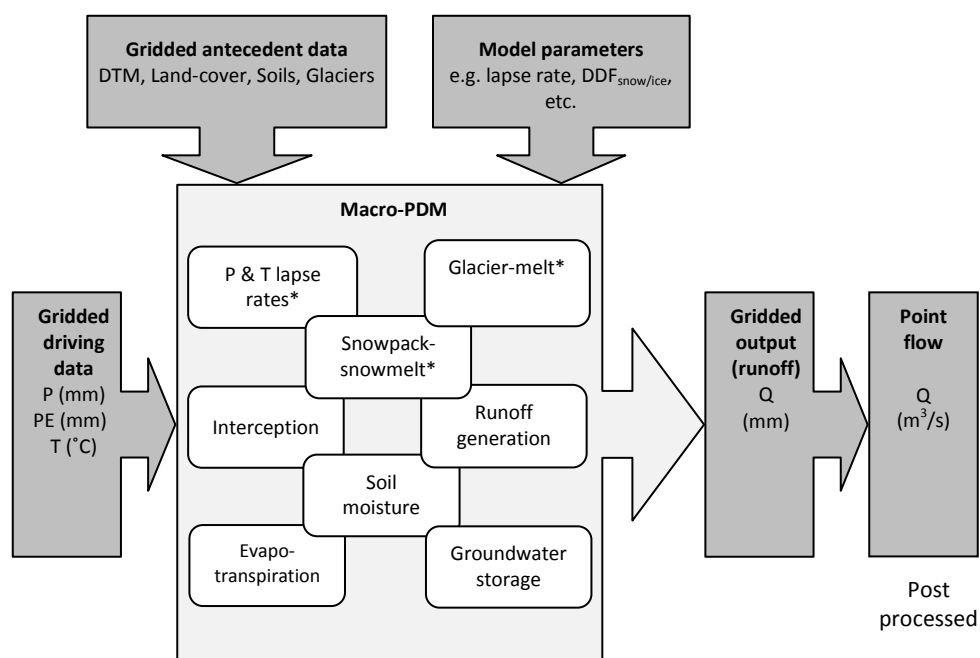 Gridded antecedent data
DTM, Land-cover, Soils, Glaciers
Model parameters
e.g. lapse rate, DDFsnow/ice,
etc.
Macro-PDM
P & T lapse
rates*
Glacier-melt*
Snowpack-
snowmelt*
Interception
Runoff
generation
Soil
moisture
Evapo-
transpiration
Groundwater
storage
Gridded
driving
data
P (mm)
PE (mm)
T (˚C)
Gridded
output
(runoff)
Q
(mm)
Point
flow
Q
(m³/s)
Post
processed